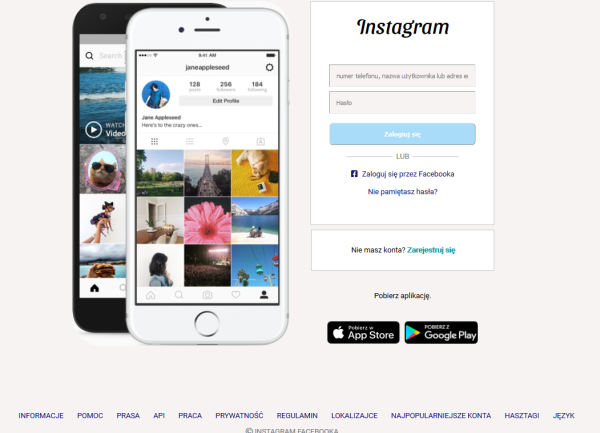 Instagram
9:41 AM
Search
janeappleseed
128
256
184
posts
followers
following
Edit Profile
Jane Appleseed
Here's to the crazy ones...
WATCH
Video
numer telefonu, nazwa użytkownika lub adres e
Hasło
Zaloguj się
LUB
Zaloguj się przez Facebooka
Nie pamiętasz hasła?
Nie masz konta? Zarejestruj się
Pobierz aplikację.
Pobierz w
App Store
POBIERZ Z
Google Play
INFORMACJE POMOC PRASA API PRACA PRYWATNOŚĆ REGULAMIN LOKALIZAJCE NAJPOPULARNIEJSZE KONTA HASZTAGI JĘZYK
© INSTAGRAM FACEBOOKA